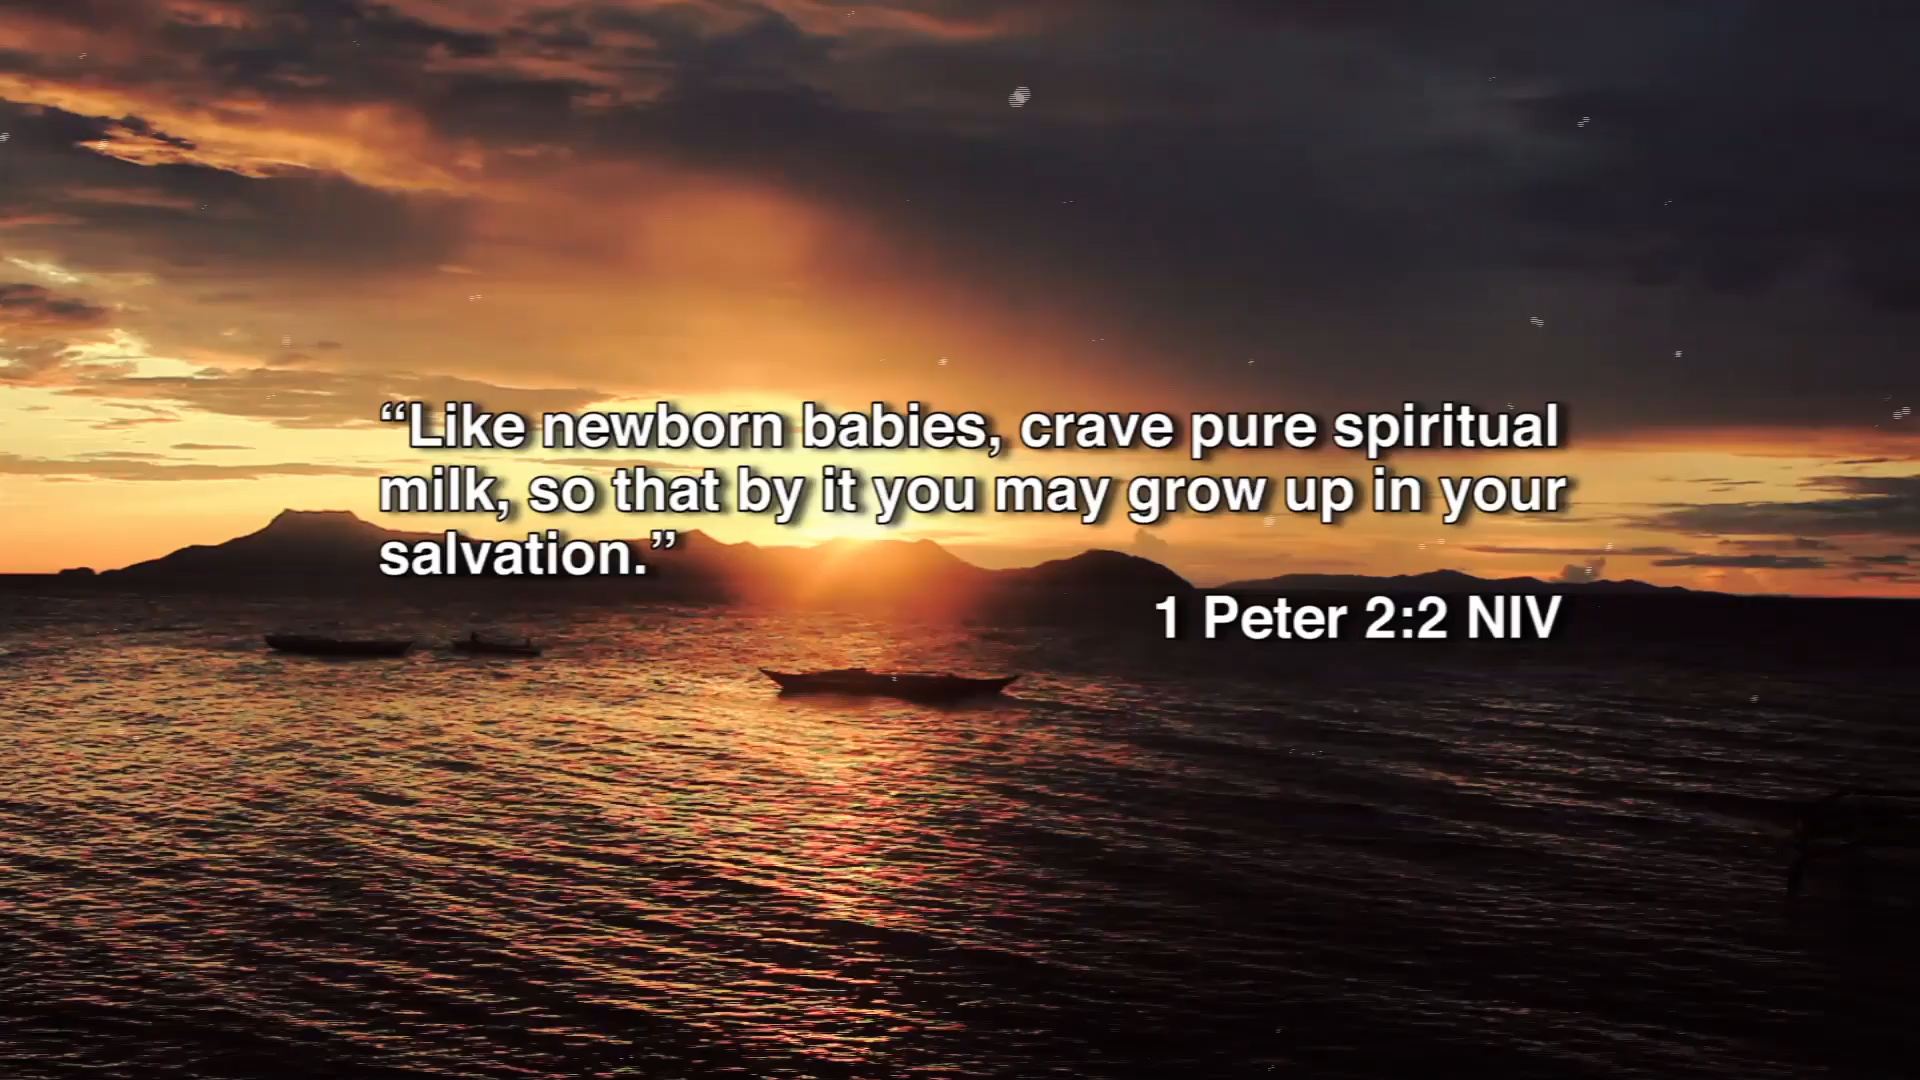 “Like newborn babies, crave pure spiritual
milk, so that by it you may grow up in your
salvation.”
1 Peter 2:2 NIV